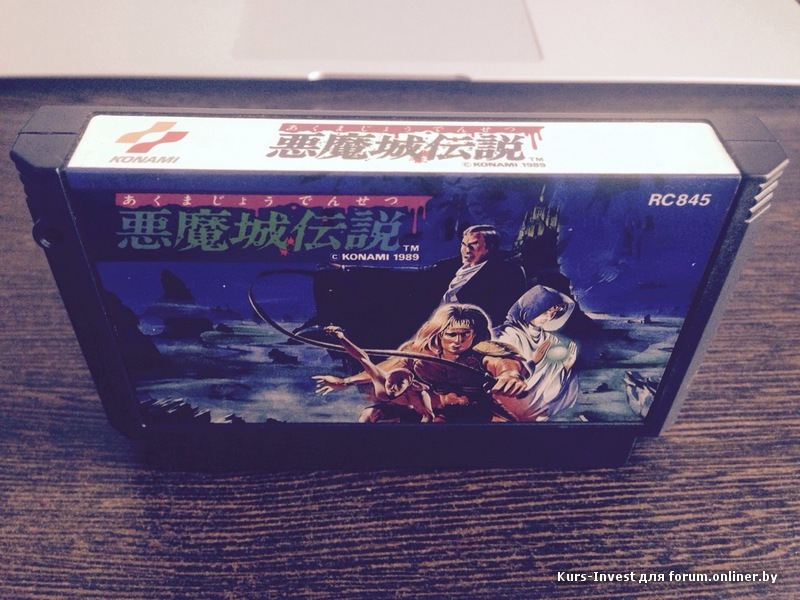 KONAMI
あくまじょうでんせつ
悪魔城伝説 TM
© KONAMI 1989
あくまじょうでんせつ
悪魔城伝説 TM
© KONAMI 1989
RC845
Kurs-Invest для forum.onliner.by